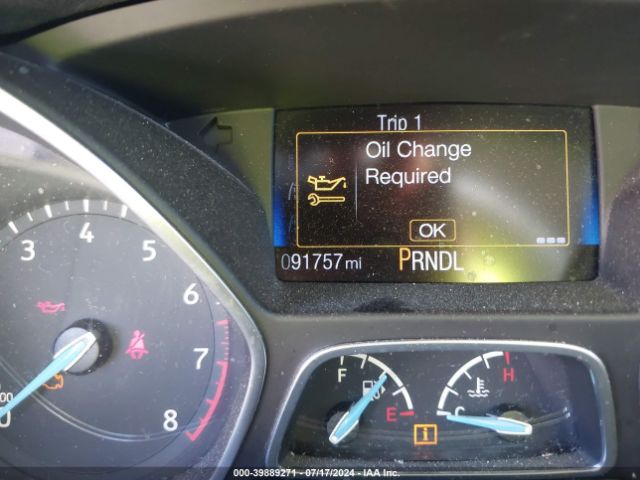 Trip 1
Oil Change
Required
OK
091757 mi PRNDL
3 4 5 6 7 8
F E
H C
i
000-39889271 - 07/17/2024 - IAA Inc.